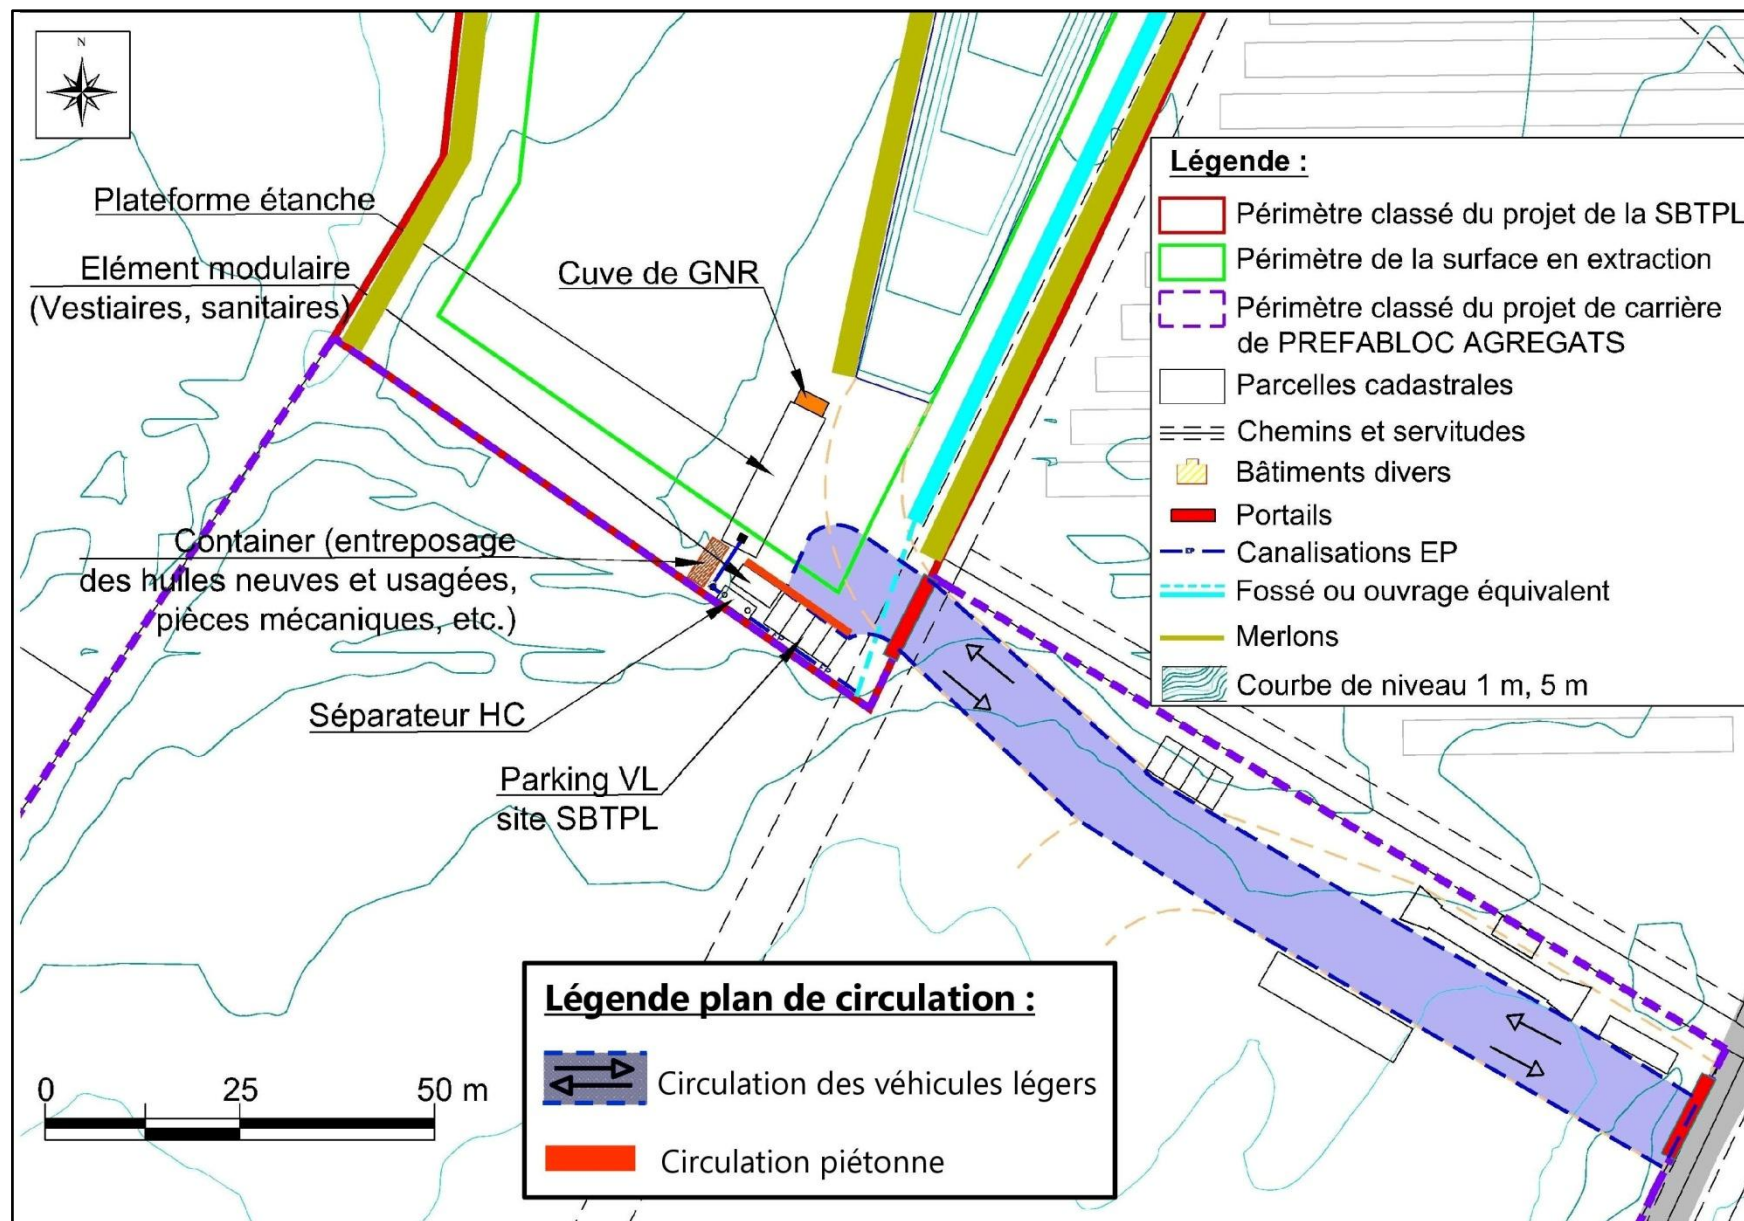 N
Plateforme étanche
Elément modulaire
(Vestiaires, sanitaires)
Cuve de GNR
Container (entreposage
des huiles neuves et usagées,
pièces mécaniques, etc.)
Séparateur HC
Parking VL
site SBTPL
Légende :
Périmètre classé du projet de la SBTPL
Périmètre de la surface en extraction
Périmètre classé du projet de carrière
de PREFABLOC AGREGATS
Parcelles cadastrales
Chemins et servitudes
Bâtiments divers
Portails
Canalisations EP
Fossé ou ouvrage équivalent
Merlons
Courbe de niveau 1 m, 5 m
Légende plan de circulation :
Circulation des véhicules légers
Circulation piétonne
0 25 50 m